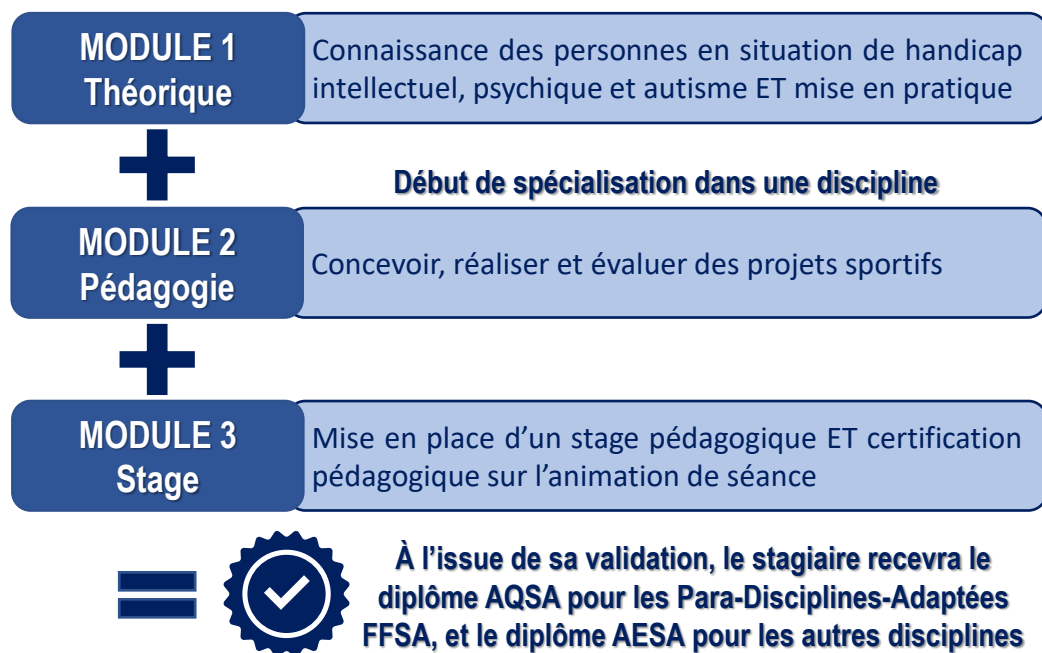 MODULE 1
Théorique
Connaissance des personnes en situation de handicap
intellectuel, psychique et autisme ET mise en pratique
Début de spécialisation dans une discipline
MODULE 2
Pédagogie
Concevoir, réaliser et évaluer des projets sportifs
MODULE 3
Stage
Mise en place d’un stage pédagogique ET certification
pédagogique sur l’animation de séance
À l’issue de sa validation, le stagiaire recevra le
diplôme AQSA pour les Para-Disciplines-Adaptées
FFSA, et le diplôme AESA pour les autres disciplines